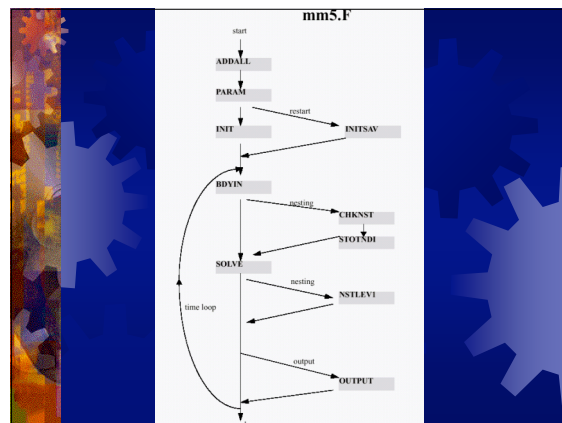 mm5.F
start
ADDALL
PARAM
restart
INIT
INITSAV
BDYIN
nesting
CHKNST
STOTNDI
SOLVE
nesting
NSTLEV1
time loop
output
OUTPUT